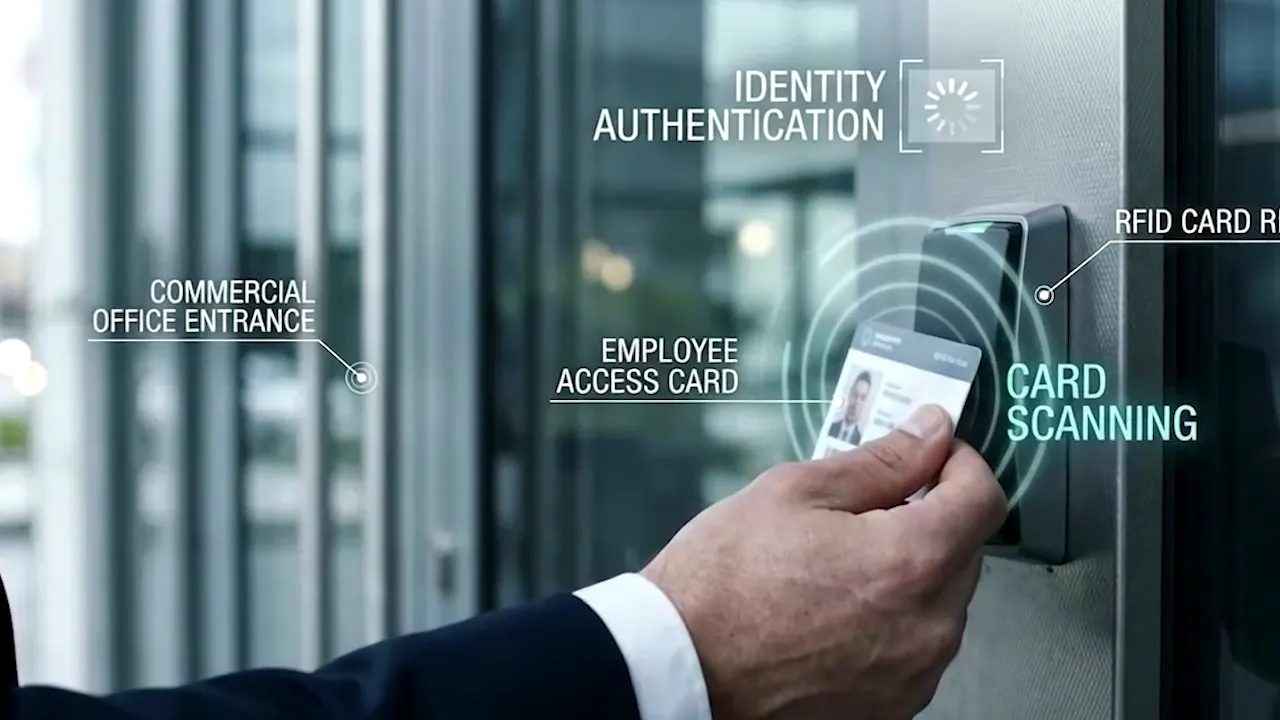 IDENTITY
AUTHENTICATION
RFID CARD
COMMERCIAL
OFFICE ENTRANCE
EMPLOYEE
ACCESS CARD
CARD
SCANNING